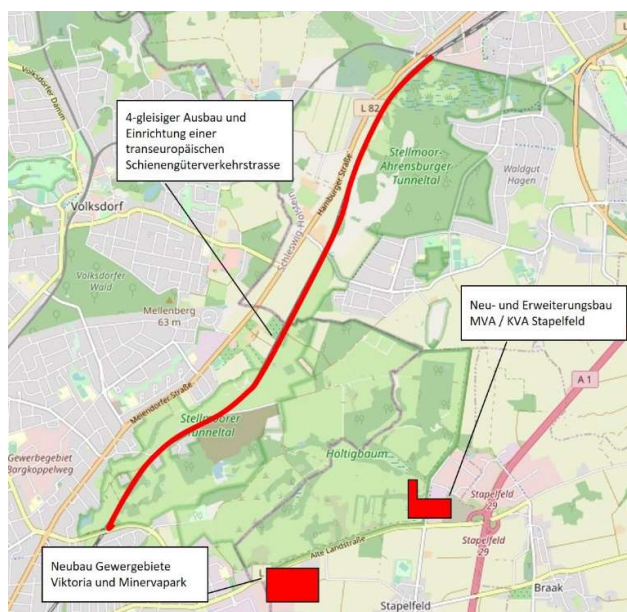 L 82
4-gleisiger Ausbau und
Einrichtung einer
transeuropäischen
Schienengüterverkehrstrasse
Volksdorfer Damm
Hamburger Straße
Schleswig-Holstein
Stellmoor-
Ahrensburger
Tunneltal
Waldgut
Hagen
Volksdorf
Volksdorfer
Wald
Mellenberg
63 m
Neu- und Erweiterungsbau
MVA / KVA Stapelfeld
A 1
Meiendorfer Straße
Stellmoorer
Tunneltal
Höltigbaum
Gewerbegebiet
Bargkoppelweg
Stapelfeld
29
Stapelfeld
29
Alte Landstraße
Neubau Gewergebiete
Viktoria und Minervapark
Stapelfeld
Braak